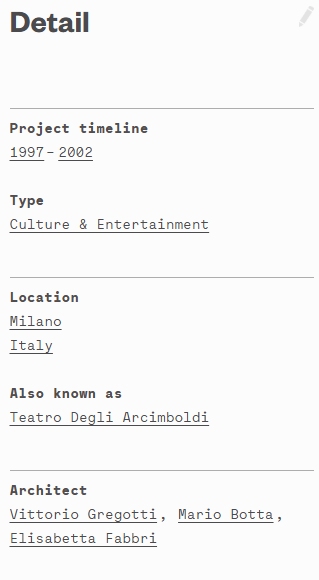 Detail
Project timeline
1997 – 2002
Type
Culture & Entertainment
Location
Milano
Italy
Also known as
Teatro Degli Arcimboldi
Architect
Vittorio Gregotti, Mario Botta,
Elisabetta Fabbri